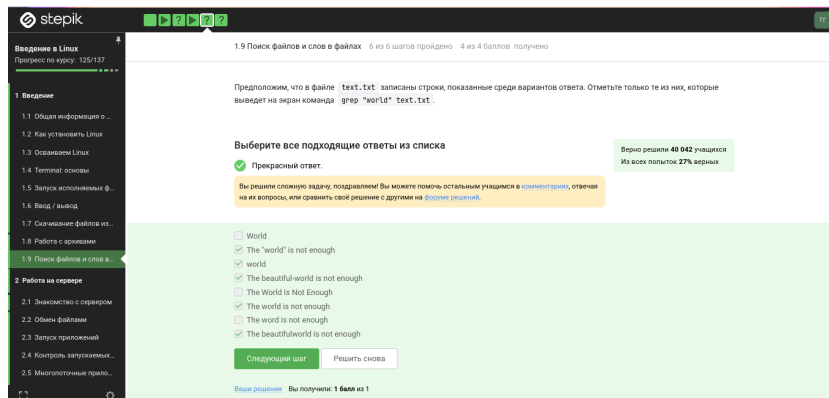 stepik
ТГ
Введение в Linux
Прогресс по курсу: 125/137
1 Введение
1.1 Общая информация о ...
1.2 Как установить Linux
1.3 Осваиваем Linux
1.4 Terminal: основы
1.5 Запуск исполняемых ф...
1.6 Ввод / вывод
1.7 Скачивание файлов из...
1.8 Работа с архивами
1.9 Поиск файлов и слов в...
2 Работа на сервере
2.1 Знакомство с сервером
2.2 Обмен файлами
2.3 Запуск приложений
2.4 Контроль запускаемых...
2.5 Многопоточные прило...
1.9 Поиск файлов и слов в файлах 6 из 6 шагов пройдено 4 из 4 баллов получено
Предположим, что в файле text.txt записаны строки, показанные среди вариантов ответа. Отметьте только те из них, которые
выведет на экран команда grep "world" text.txt.
Выберите все подходящие ответы из списка
Прекрасный ответ.
Верно решили 40 042 учащихся
Из всех попыток 27% верных
Вы решили сложную задачу, поздравляем! Вы можете помочь остальным учащимся в комментариях, отвечая
на их вопросы, или сравнить своё решение с другими на форуме решений.
World
The "world" is not enough
world
The beautiful-world is not enough
The World Is Not Enough
The world is not enough
The word is not enough
The beautifulworld is not enough
Следующий шаг Решить снова
Ваши решения Вы получили: 1 балл из 1